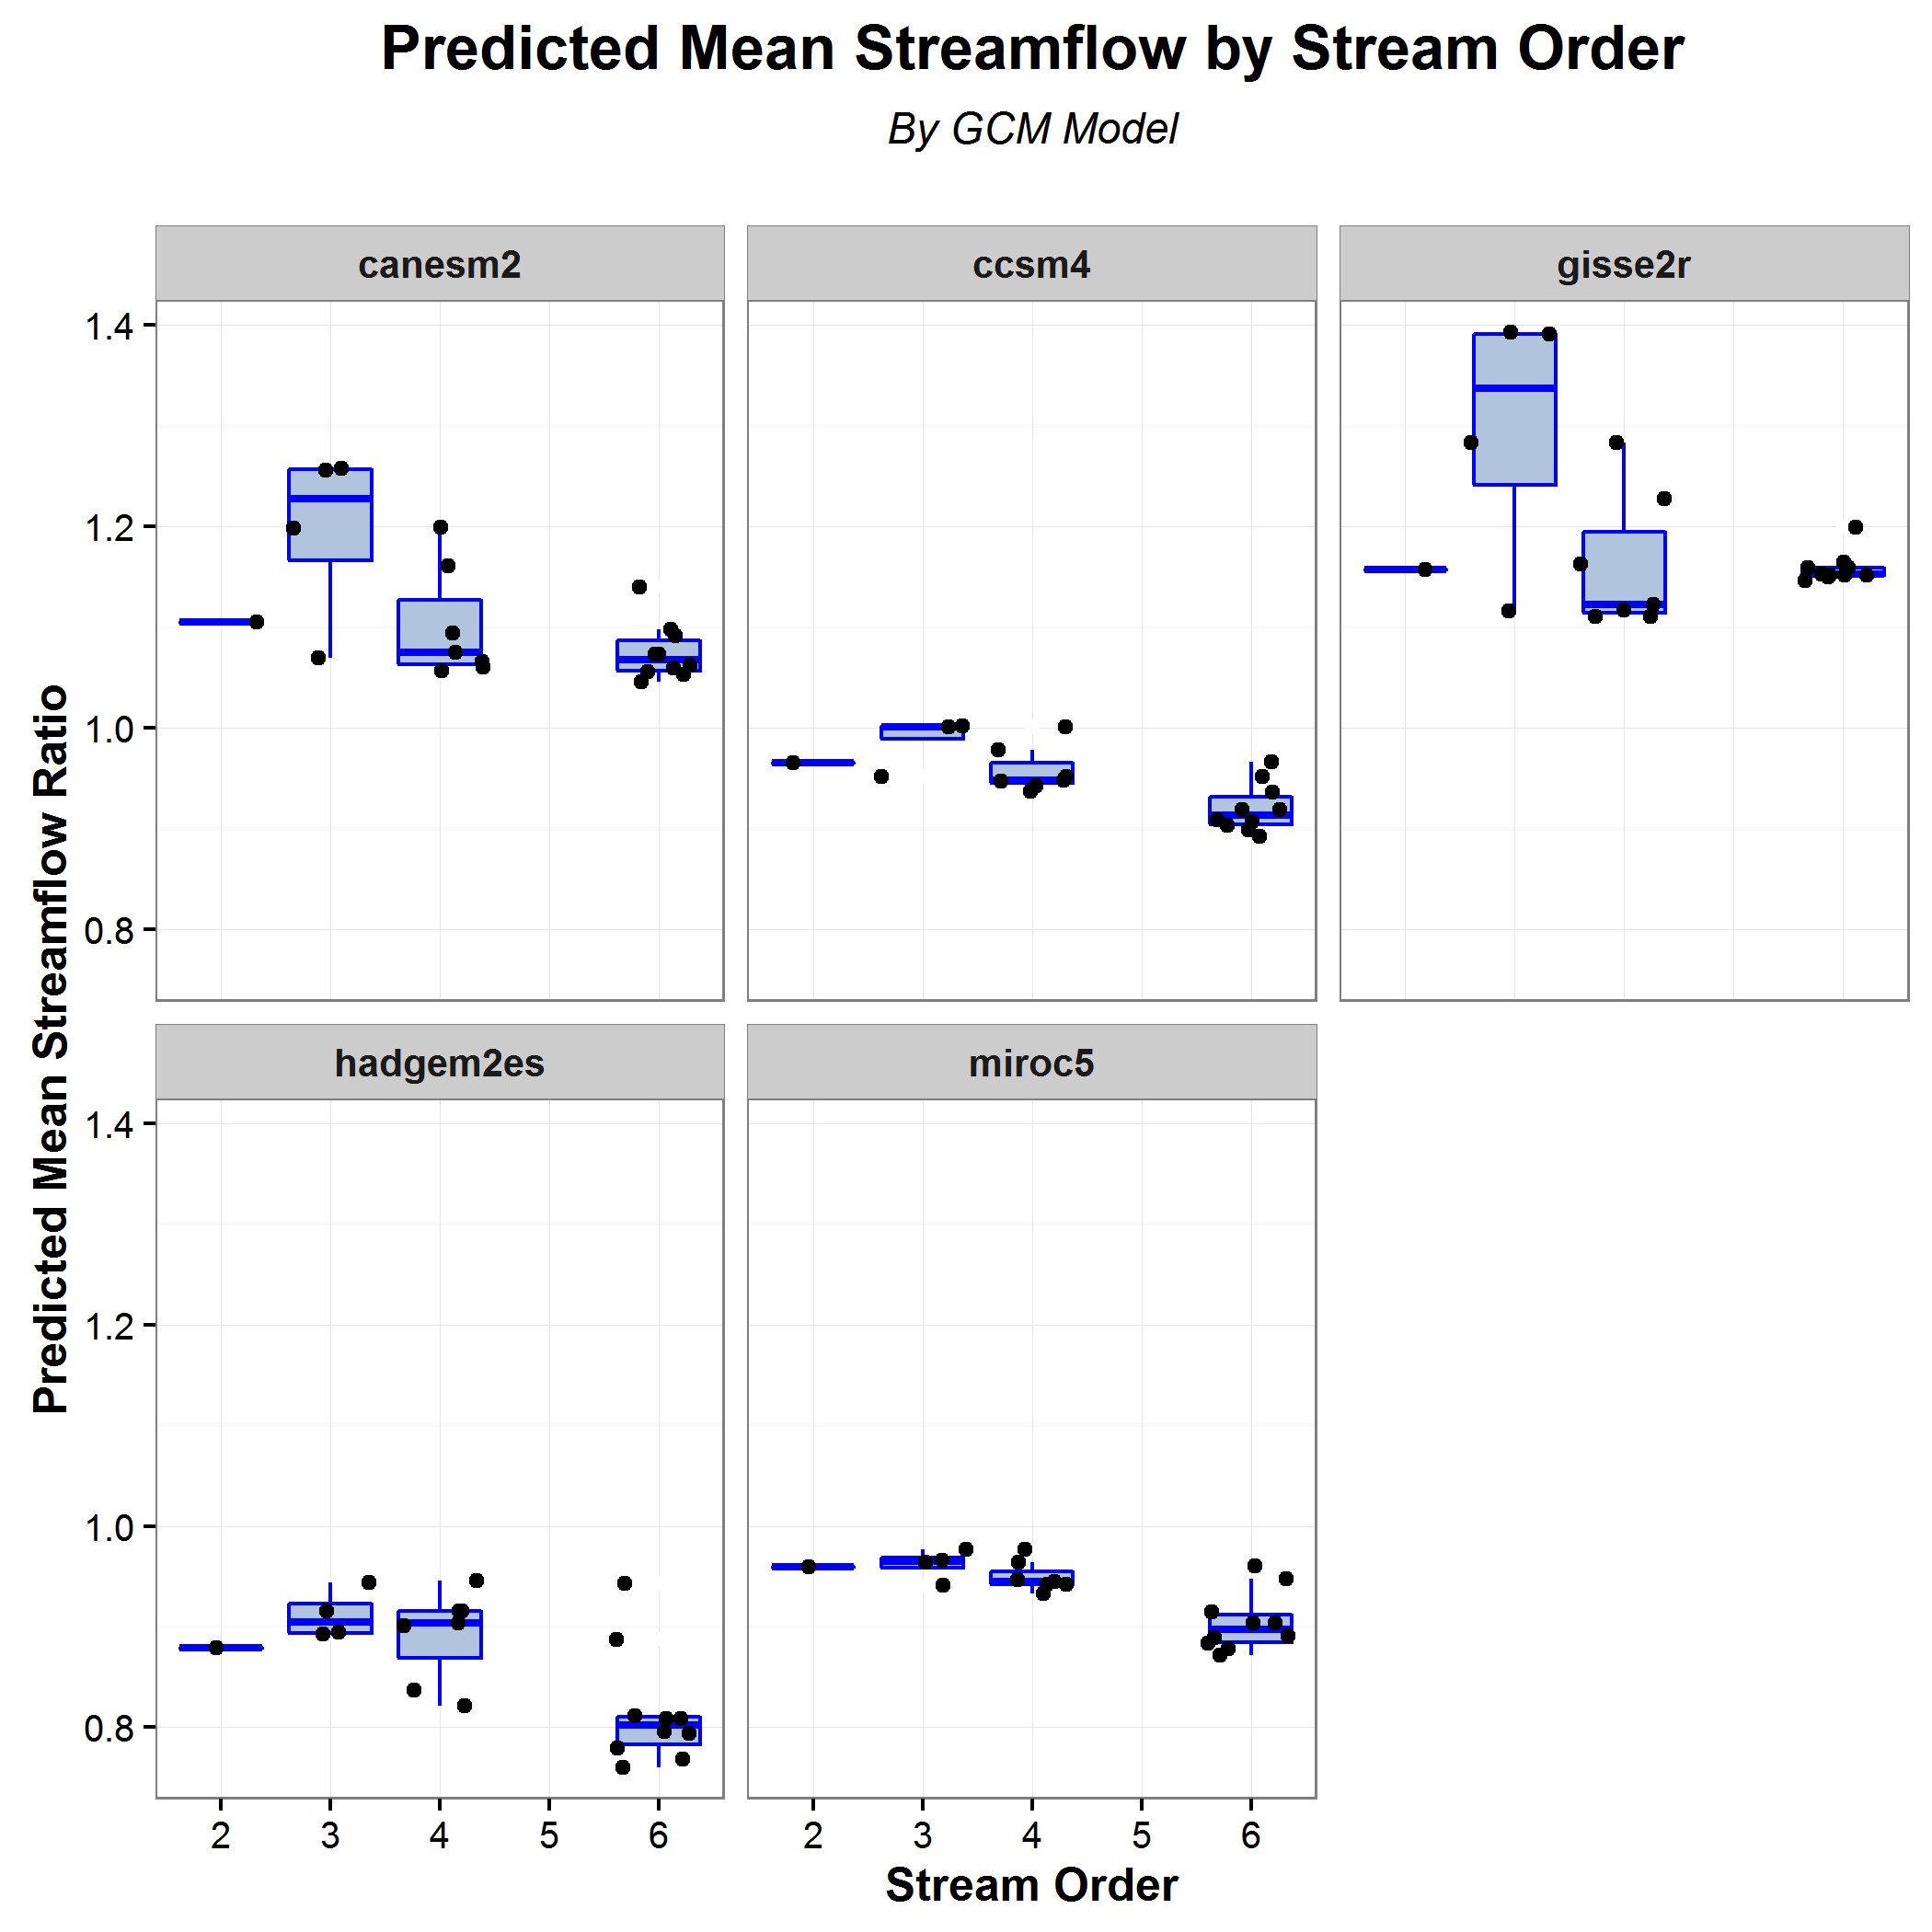 Predicted Mean Streamflow by Stream Order
By GCM Model
canesm2
ccsm4
gisse2r
1.4
1.2
1.0
0.8
Predicted Mean Streamflow Ratio
hadgem2es
miroc5
1.4
1.2
1.0
0.8
2 3 4 5 6
2 3 4 5 6
Stream Order